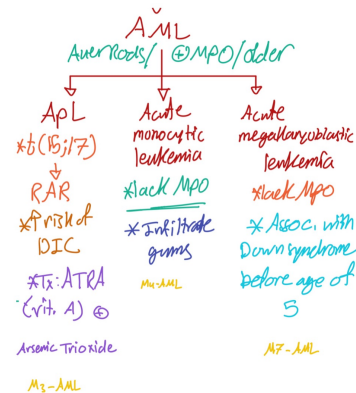 AML
Auer Rods/ ⊕MPO/older
APL
*t(15;17)
RAR
*↑risk of
DIC
*Tx: ATRA
(vit. A) ⊕
Arsenic Trioxide
M3-AML
Acute
monocytic
leukemia
*lack MPO
*Infiltrate
gums
M4-AML
Acute
megakaryoblastic
leukemia
*lack MPO
*Assoc. with
Down syndrome
before age of
5
M7-AML